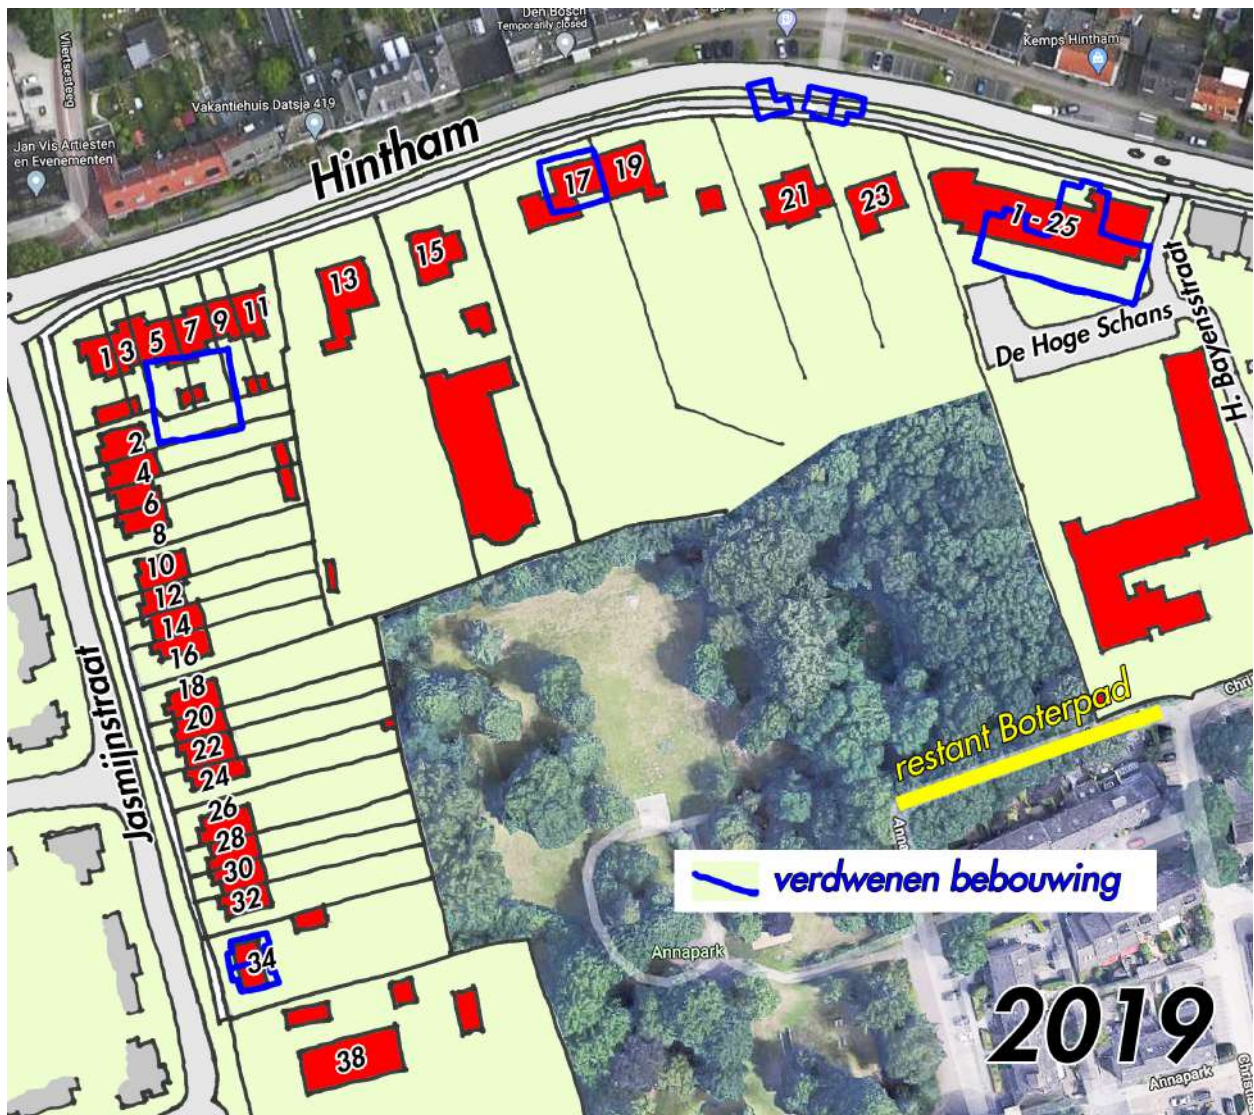 Den Bosch
Temporarily closed
Kemps Hintham
Vliertsesteeg
Vakantiehuis Datsja 419
Jan Vis Artiesten
en Evenementen
Hintham
17
19
21
23
1 - 25
15
13
1
3
5
7
9
11
De Hoge Schans
H. Bayensstraat
2
4
6
8
10
12
14
16
18
20
22
24
26
28
30
32
34
38
Jasmijnstraat
restant Boterpad
verdwenen bebouwing
Annapark
2019
Annapark